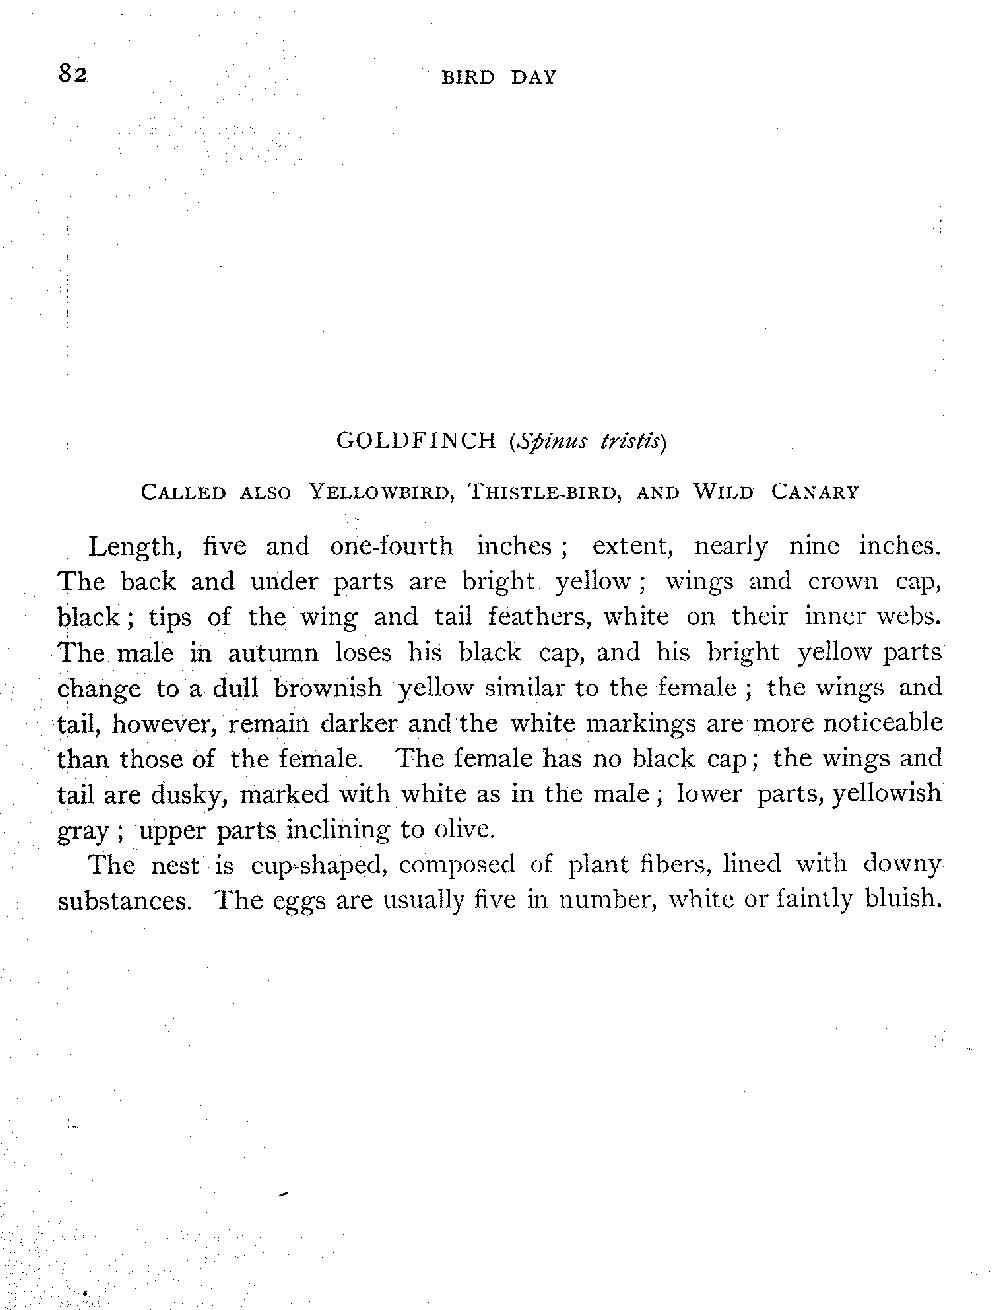 82
BIRD DAY
GOLDFINCH (Spinus tristis)
CALLED ALSO YELLOWBIRD, THISTLE-BIRD, AND WILD CANARY
Length, five and one-fourth inches ; extent, nearly nine inches.
The back and under parts are bright yellow ; wings and crown cap,
black ; tips of the wing and tail feathers, white on their inner webs.
The male in autumn loses his black cap, and his bright yellow parts
change to a dull brownish yellow similar to the female ; the wings and
tail, however, remain darker and the white markings are more noticeable
than those of the female. The female has no black cap ; the wings and
tail are dusky, marked with white as in the male ; lower parts, yellowish
gray ; upper parts inclining to olive.
The nest is cup-shaped, composed of plant fibers, lined with downy
substances. The eggs are usually five in number, white or faintly bluish.